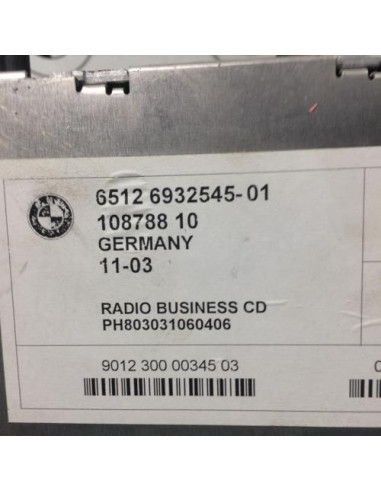 6512 6932545-01
108788 10
GERMANY
11-03
RADIO BUSINESS CD
PH803031060406
9012 300 00345 03